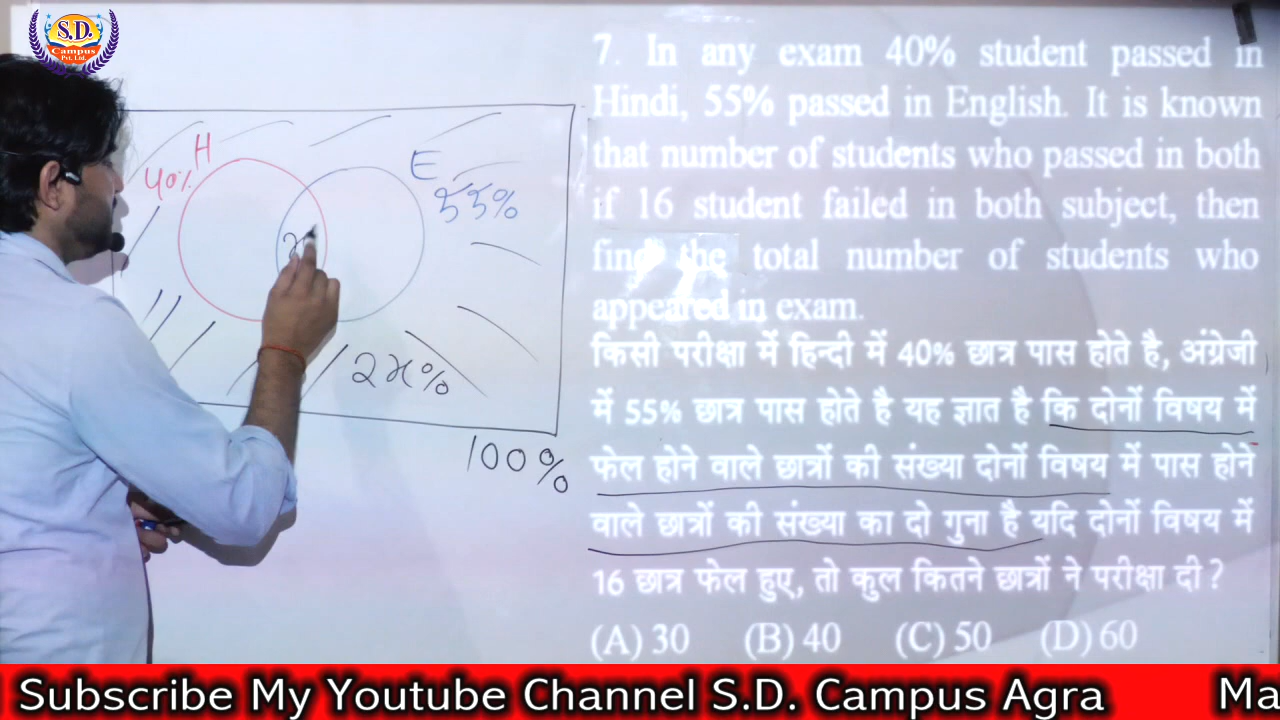 S.D.
Campus
Pvt. Ltd.
H
40%
E
55%
x
2x%
100%
7. In any exam 40% student passed in
Hindi, 55% passed in English. It is known
that number of students who passed in both
if 16 student failed in both subject, then
find the total number of students who
appeared in exam.
किसी परीक्षा में हिन्दी में 40% छात्र पास होते है, अंग्रेजी
में 55% छात्र पास होते है यह ज्ञात है कि दोनों विषय में
फेल होने वाले छात्रों की संख्या दोनों विषय में पास होने
वाले छात्रों की संख्या का दो गुना है यदि दोनों विषय में
16 छात्र फेल हुए, तो कुल कितने छात्रों ने परीक्षा दी ?
(A) 30 (B) 40 (C) 50 (D) 60
Subscribe My Youtube Channel S.D. Campus Agra Ma